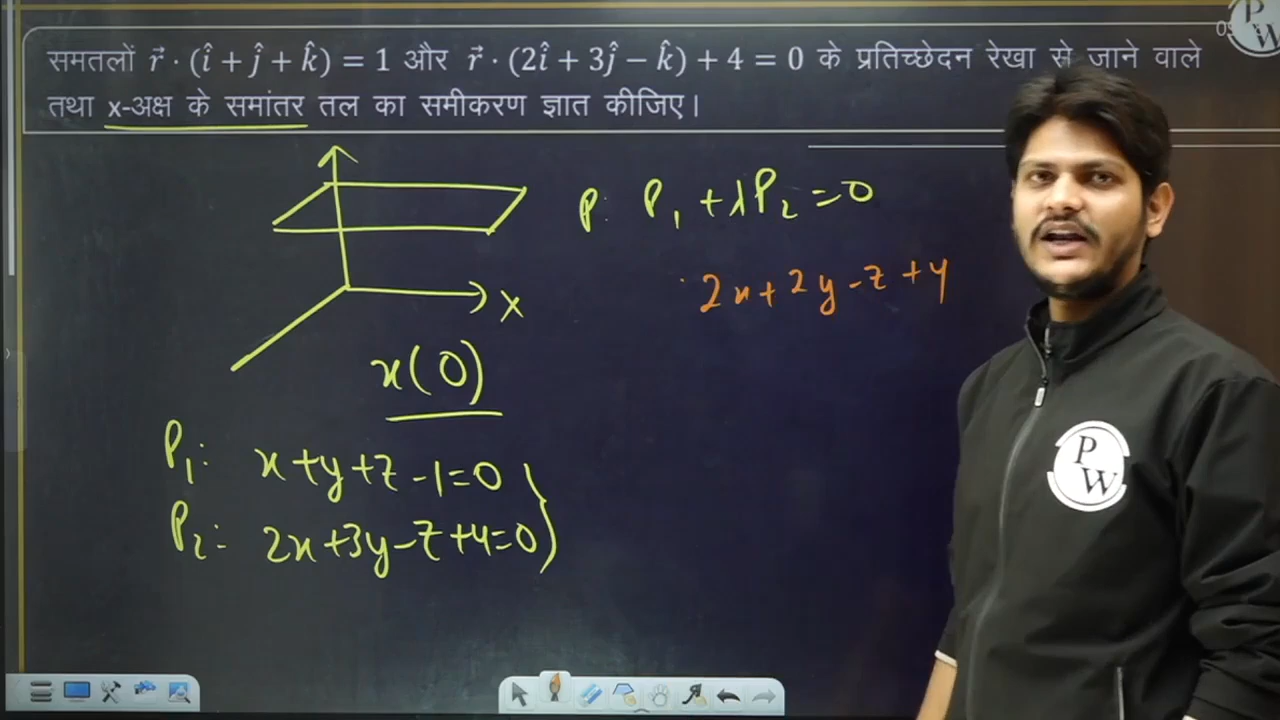 समतलों r⃗ · (î + ĵ + k̂) = 1 और r⃗ · (2î + 3ĵ − k̂) + 4 = 0 के प्रतिच्छेदन रेखा से जाने वाले
तथा x-अक्ष के समांतर तल का समीकरण ज्ञात कीजिए।
P: P₁ + λP₂ = 0
2x + 2y - z + 4
x
x(0)
P₁: x + y + z - 1 = 0
P₂: 2x + 3y - z + 4 = 0
P
W
P
W